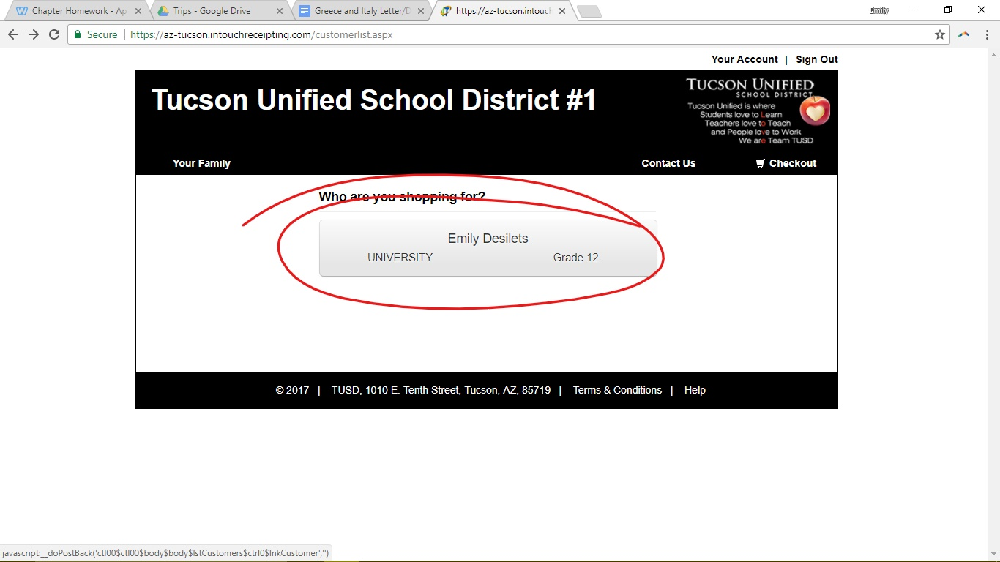 Chapter Homework - Ap
Trips - Google Drive
Greece and Italy Letter/D
https://az-tucson.intouch
Emily
Secure
https://az-tucson.intouchreceipting.com/customerlist.aspx
Your Account | Sign Out
Tucson Unified School District #1
TUCSON UNIFIED
SCHOOL DISTRICT
Tucson Unified is where
Students love to Learn
Teachers love to Teach
and People love to Work
We are Team TUSD
Your Family
Contact Us
Checkout
Who are you shopping for?
Emily Desilets
UNIVERSITY Grade 12
© 2017 | TUSD, 1010 E. Tenth Street, Tucson, AZ, 85719 | Terms & Conditions | Help
javascript:__doPostBack('ctl00$ctl00$body$body$lstCustomers$ctrl0$lnkCustomer','')